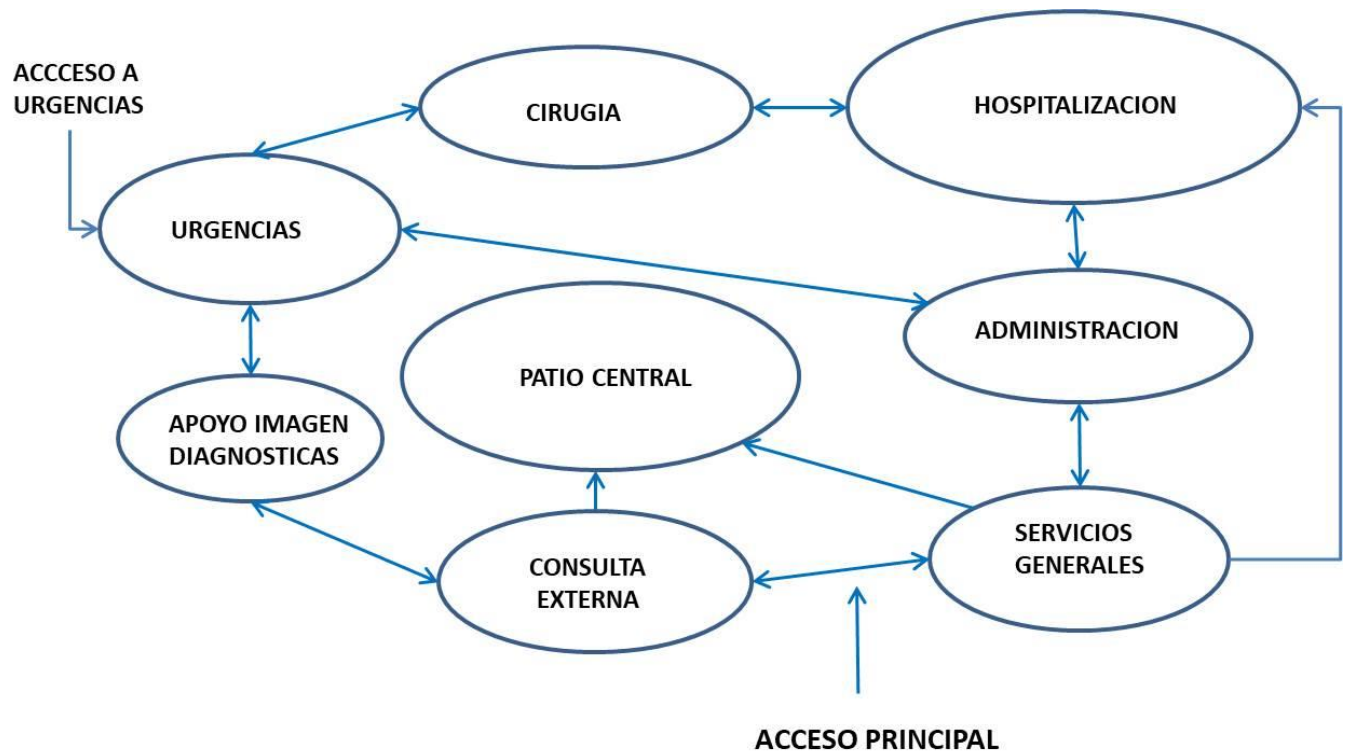 ACCCESO A
URGENCIAS
CIRUGIA
HOSPITALIZACION
URGENCIAS
ADMINISTRACION
PATIO CENTRAL
APOYO IMAGEN
DIAGNOSTICAS
SERVICIOS
GENERALES
CONSULTA
EXTERNA
ACCESO PRINCIPAL